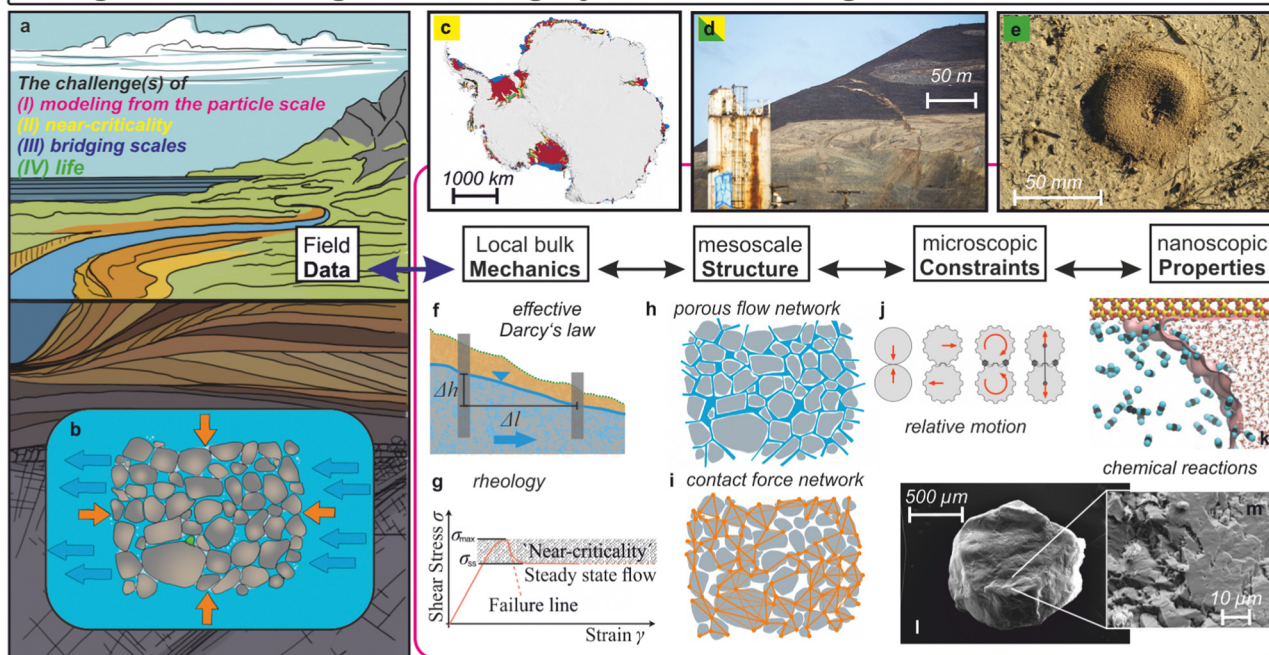 a
The challenge(s) of
(I) modeling from the particle scale
(II) near-criticality
(III) bridging scales
(IV) life
b
c
1000 km
d
50 m
e
50 mm
Field
Data
Local bulk
Mechanics
mesoscale
Structure
microscopic
Constraints
nanoscopic
Properties
f
effective
Darcy's law
Δh
Δl
g
rheology
Shear Stress σ
σmax
σss
'Near-criticality'
Steady state flow
Failure line
Strain γ
h
porous flow network
i
contact force network
j
relative motion
k
chemical reactions
500 μm
l
m
10 μm